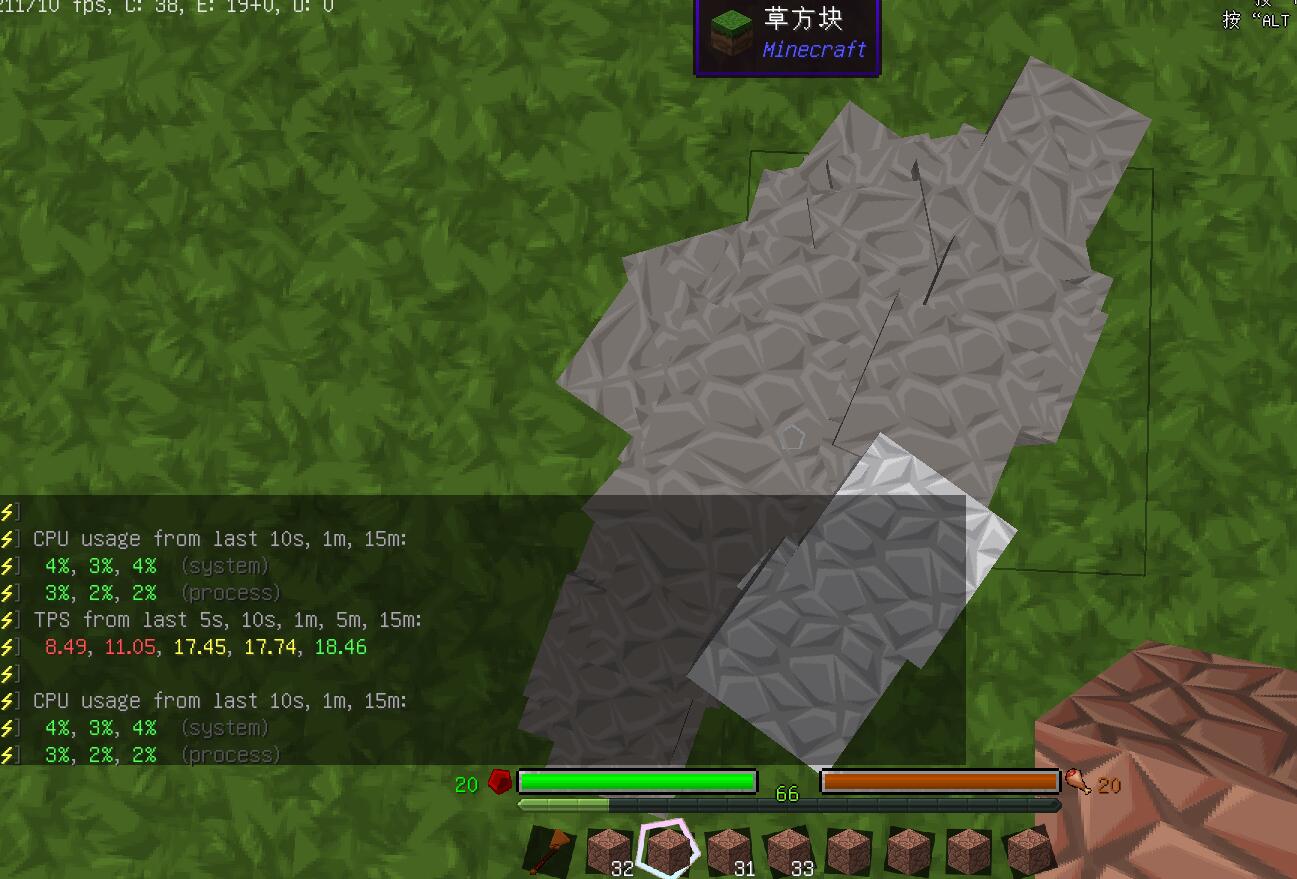 211/10 fps, C: 38, E: 19+0, U: 0
草方块
Minecraft
按 “ALT
⚡]
⚡] CPU usage from last 10s, 1m, 15m:
⚡] 4%, 3%, 4% (system)
⚡] 3%, 2%, 2% (process)
⚡] TPS from last 5s, 10s, 1m, 5m, 15m:
⚡] 8.49, 11.05, 17.45, 17.74, 18.46
⚡]
⚡] CPU usage from last 10s, 1m, 15m:
⚡] 4%, 3%, 4% (system)
⚡] 3%, 2%, 2% (process)
20 66 20
32 31 33